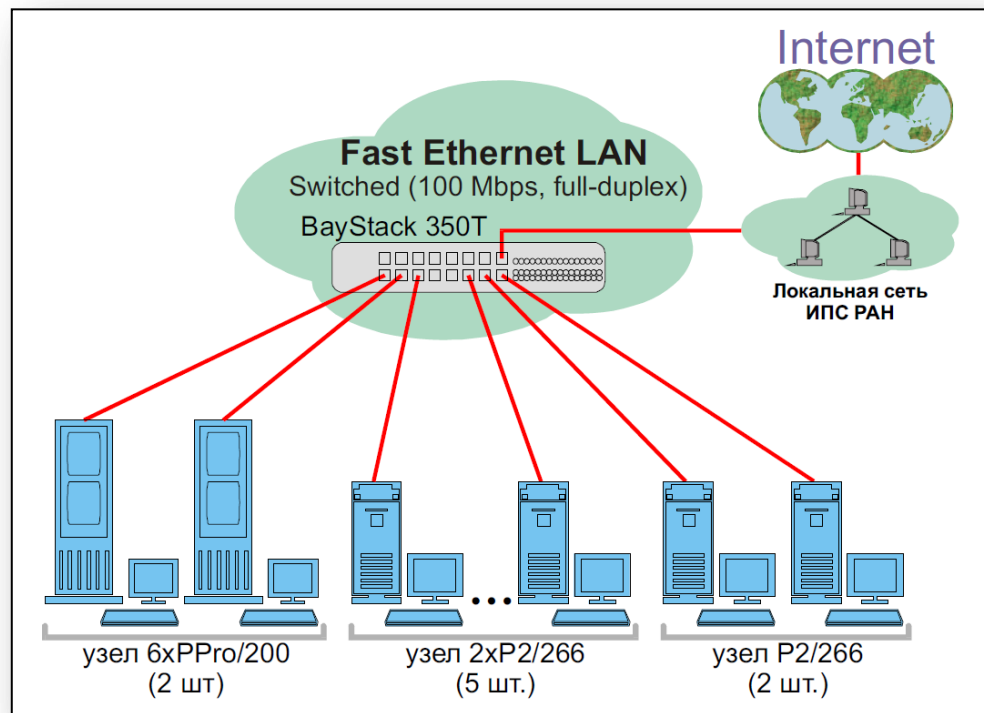 Internet
Fast Ethernet LAN
Switched (100 Mbps, full-duplex)
BayStack 350T
Локальная сеть
ИПС РАН
узел 6xPPro/200
(2 шт)
узел 2xP2/266
(5 шт.)
узел P2/266
(2 шт.)